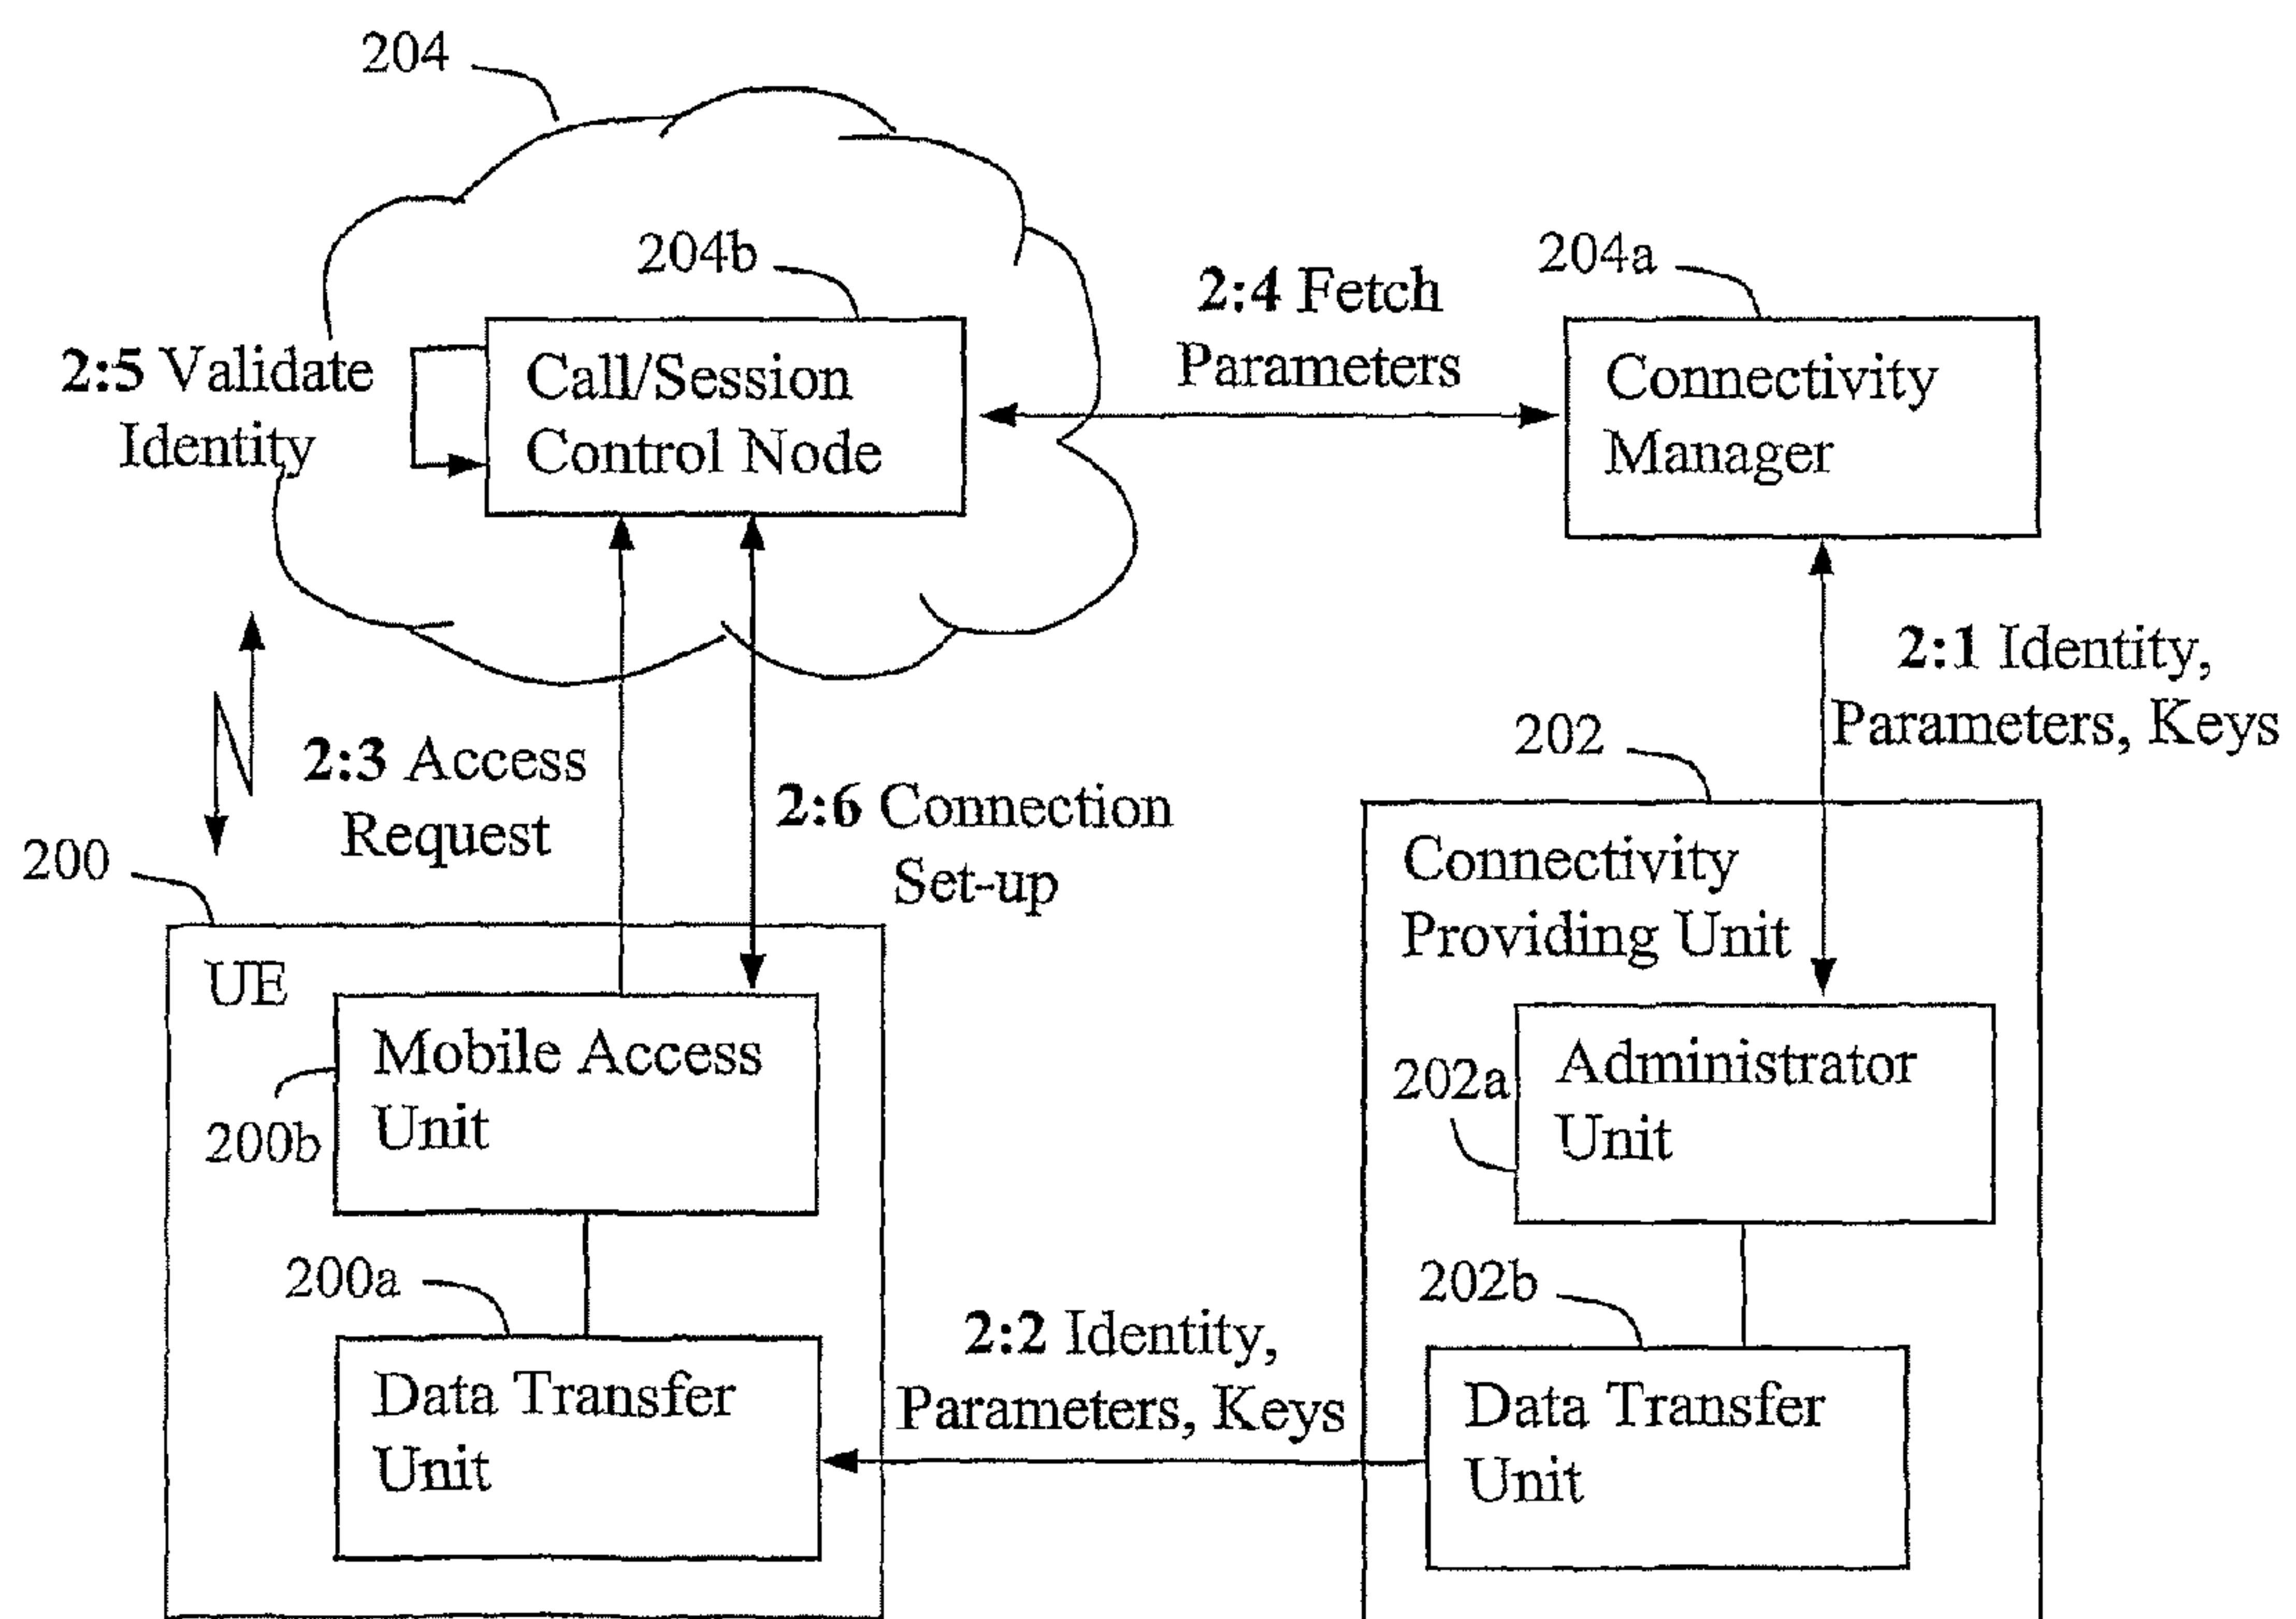 204
204b
204a
2:4 Fetch
Parameters
2:5 Validate
Identity
Call/Session
Control Node
Connectivity
Manager
2:1 Identity,
Parameters, Keys
202
2:3 Access
Request
2:6 Connection
Set-up
200
Connectivity
Providing Unit
UE
Mobile Access
Unit
200b
Administrator
Unit
202a
200a
202b
2:2 Identity,
Parameters, Keys
Data Transfer
Unit
Data Transfer
Unit